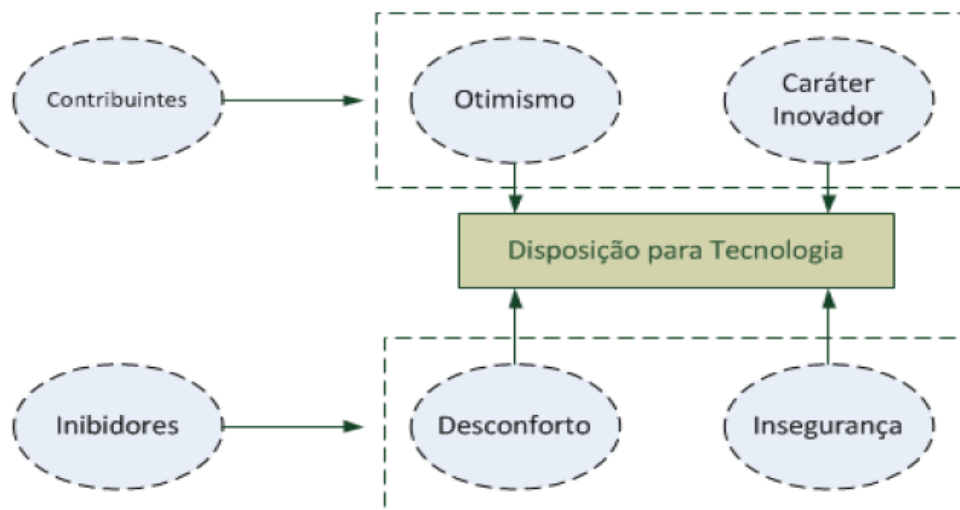 Contribuintes
Otimismo
Caráter
Inovador
Disposição para Tecnologia
Inibidores
Desconforto
Insegurança